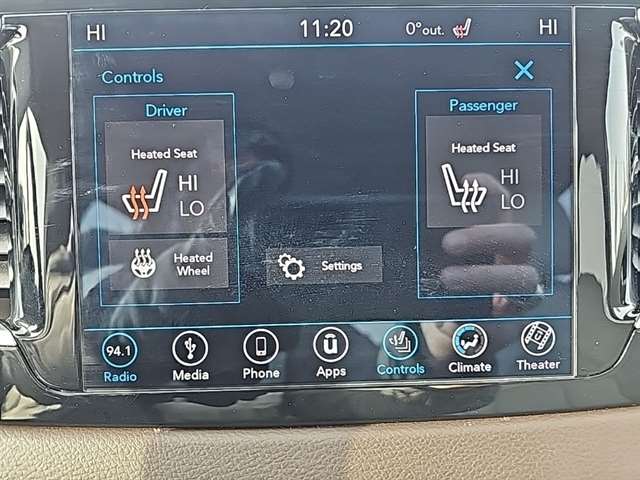 HI 11:20 0°out. HI
Controls
Driver
Passenger
Heated Seat
HI
LO
Heated Seat
HI
LO
Heated
Wheel
Settings
94.1
Radio Media Phone Apps Controls Climate Theater